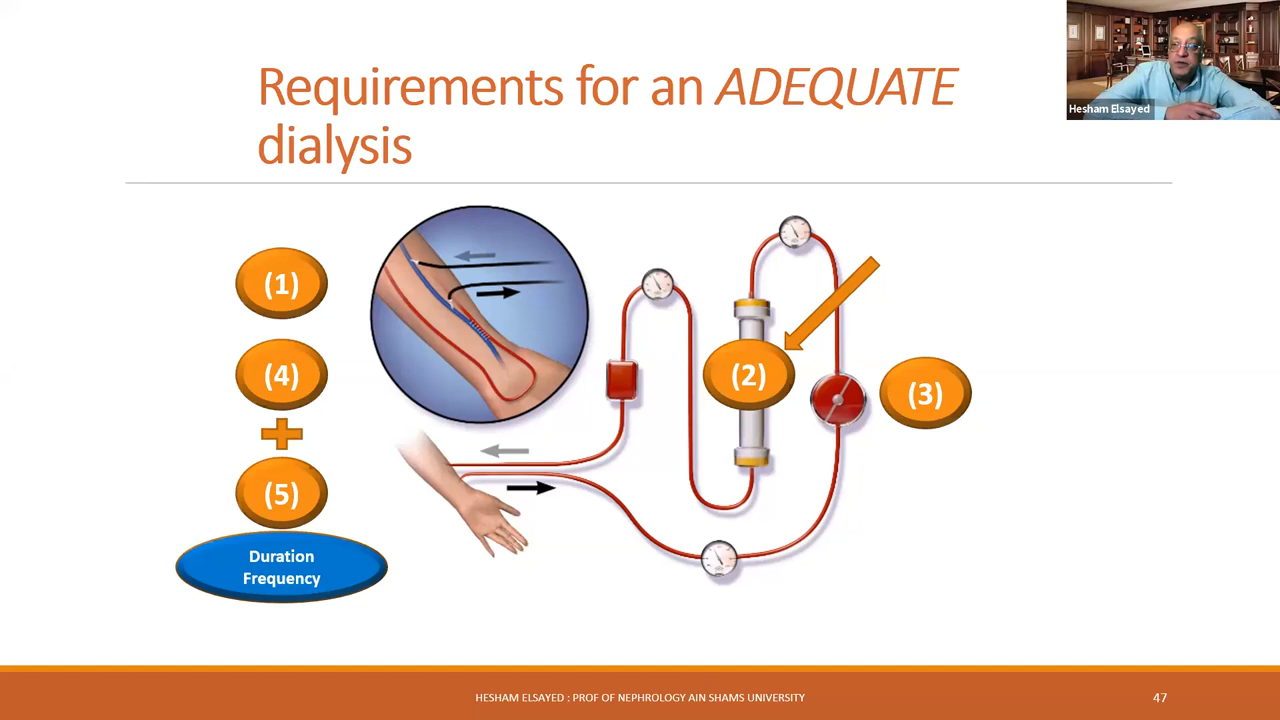 Requirements for an ADEQUATE
dialysis
Hesham Elsayed
(1)
(4)
(5)
Duration
Frequency
(2)
(3)
HESHAM ELSAYED : PROF OF NEPHROLOGY AIN SHAMS UNIVERSITY
47